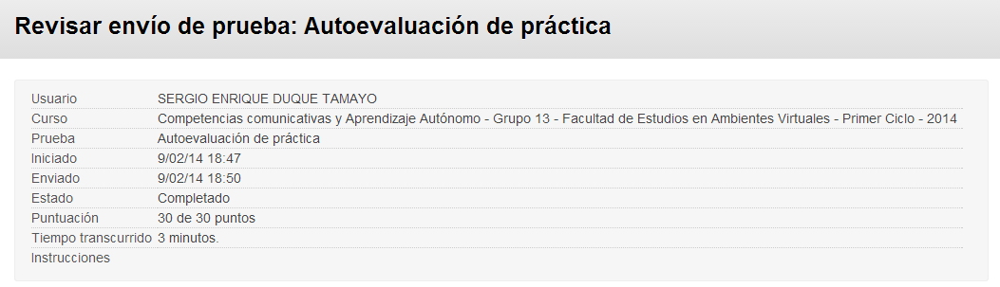 Revisar envío de prueba: Autoevaluación de práctica
Usuario SERGIO ENRIQUE DUQUE TAMAYO
Curso Competencias comunicativas y Aprendizaje Autónomo - Grupo 13 - Facultad de Estudios en Ambientes Virtuales - Primer Ciclo - 2014
Prueba Autoevaluación de práctica
Iniciado 9/02/14 18:47
Enviado 9/02/14 18:50
Estado Completado
Puntuación 30 de 30 puntos
Tiempo transcurrido 3 minutos.
Instrucciones